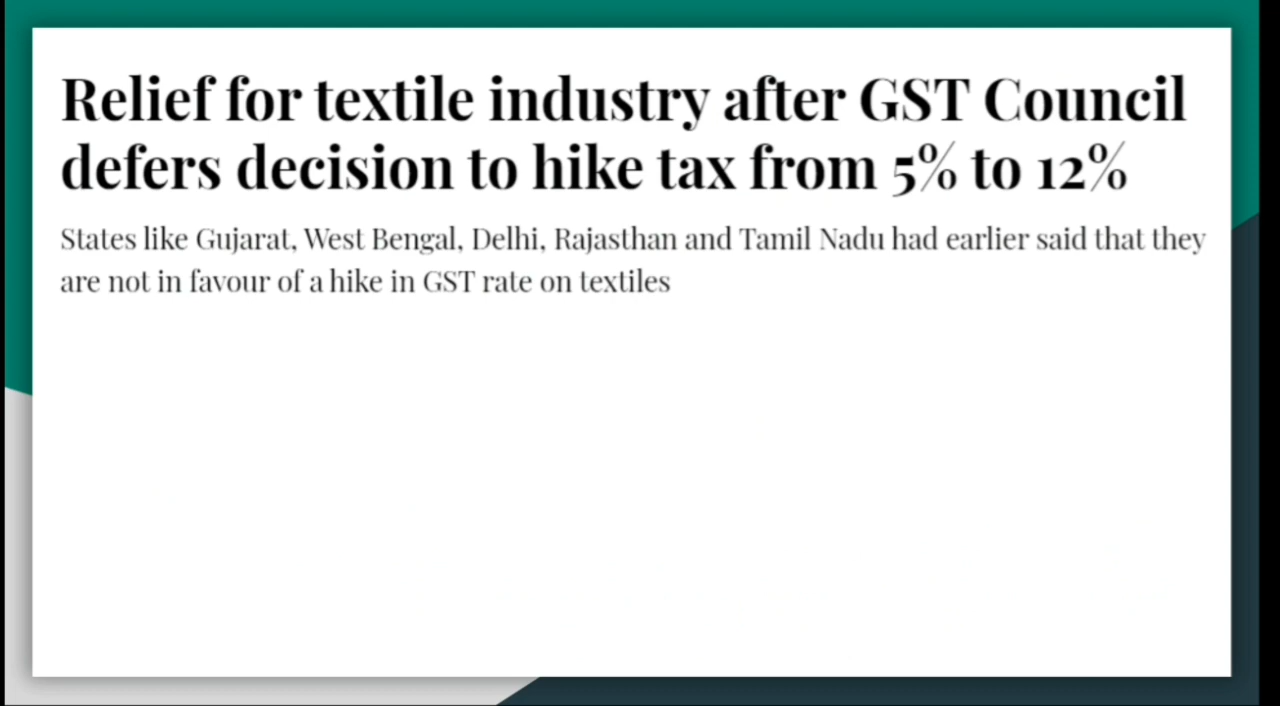 Relief for textile industry after GST Council
defers decision to hike tax from 5% to 12%
States like Gujarat, West Bengal, Delhi, Rajasthan and Tamil Nadu had earlier said that they
are not in favour of a hike in GST rate on textiles